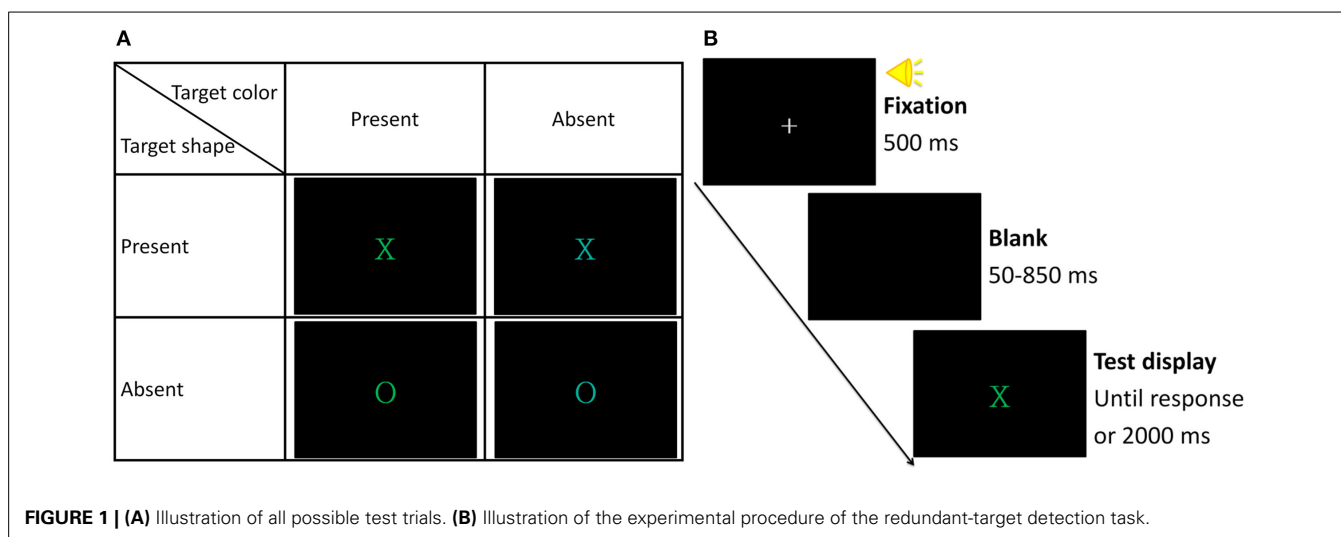 A
Target color
Target shape
Present
Absent
Present
X
X
Absent
O
O
B
+
Fixation
500 ms
Blank
50-850 ms
X
Test display
Until response
or 2000 ms
FIGURE 1 | (A) Illustration of all possible test trials. (B) Illustration of the experimental procedure of the redundant-target detection task.